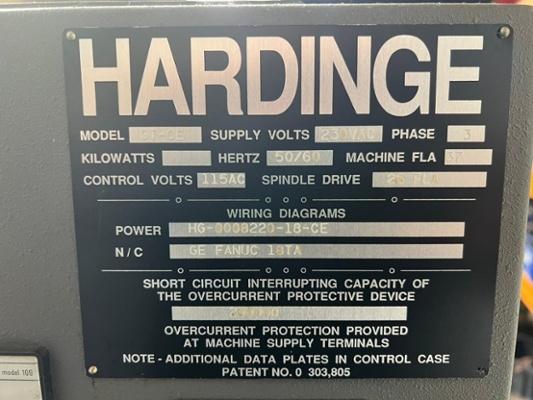 HARDINGE
MODEL SUPPLY VOLTS 230VAC PHASE 3
KILOWATTS HERTZ 50/60 MACHINE FLA 37
CONTROL VOLTS 115AC SPINDLE DRIVE 26 FLA
WIRING DIAGRAMS
POWER HG-0008220-18-CE
N/C GE FANUC 18TA
SHORT CIRCUIT INTERRUPTING CAPACITY OF
THE OVERCURRENT PROTECTIVE DEVICE
OVERCURRENT PROTECTION PROVIDED
AT MACHINE SUPPLY TERMINALS
NOTE - ADDITIONAL DATA PLATES IN CONTROL CASE
PATENT NO. 0 303,805
model 109